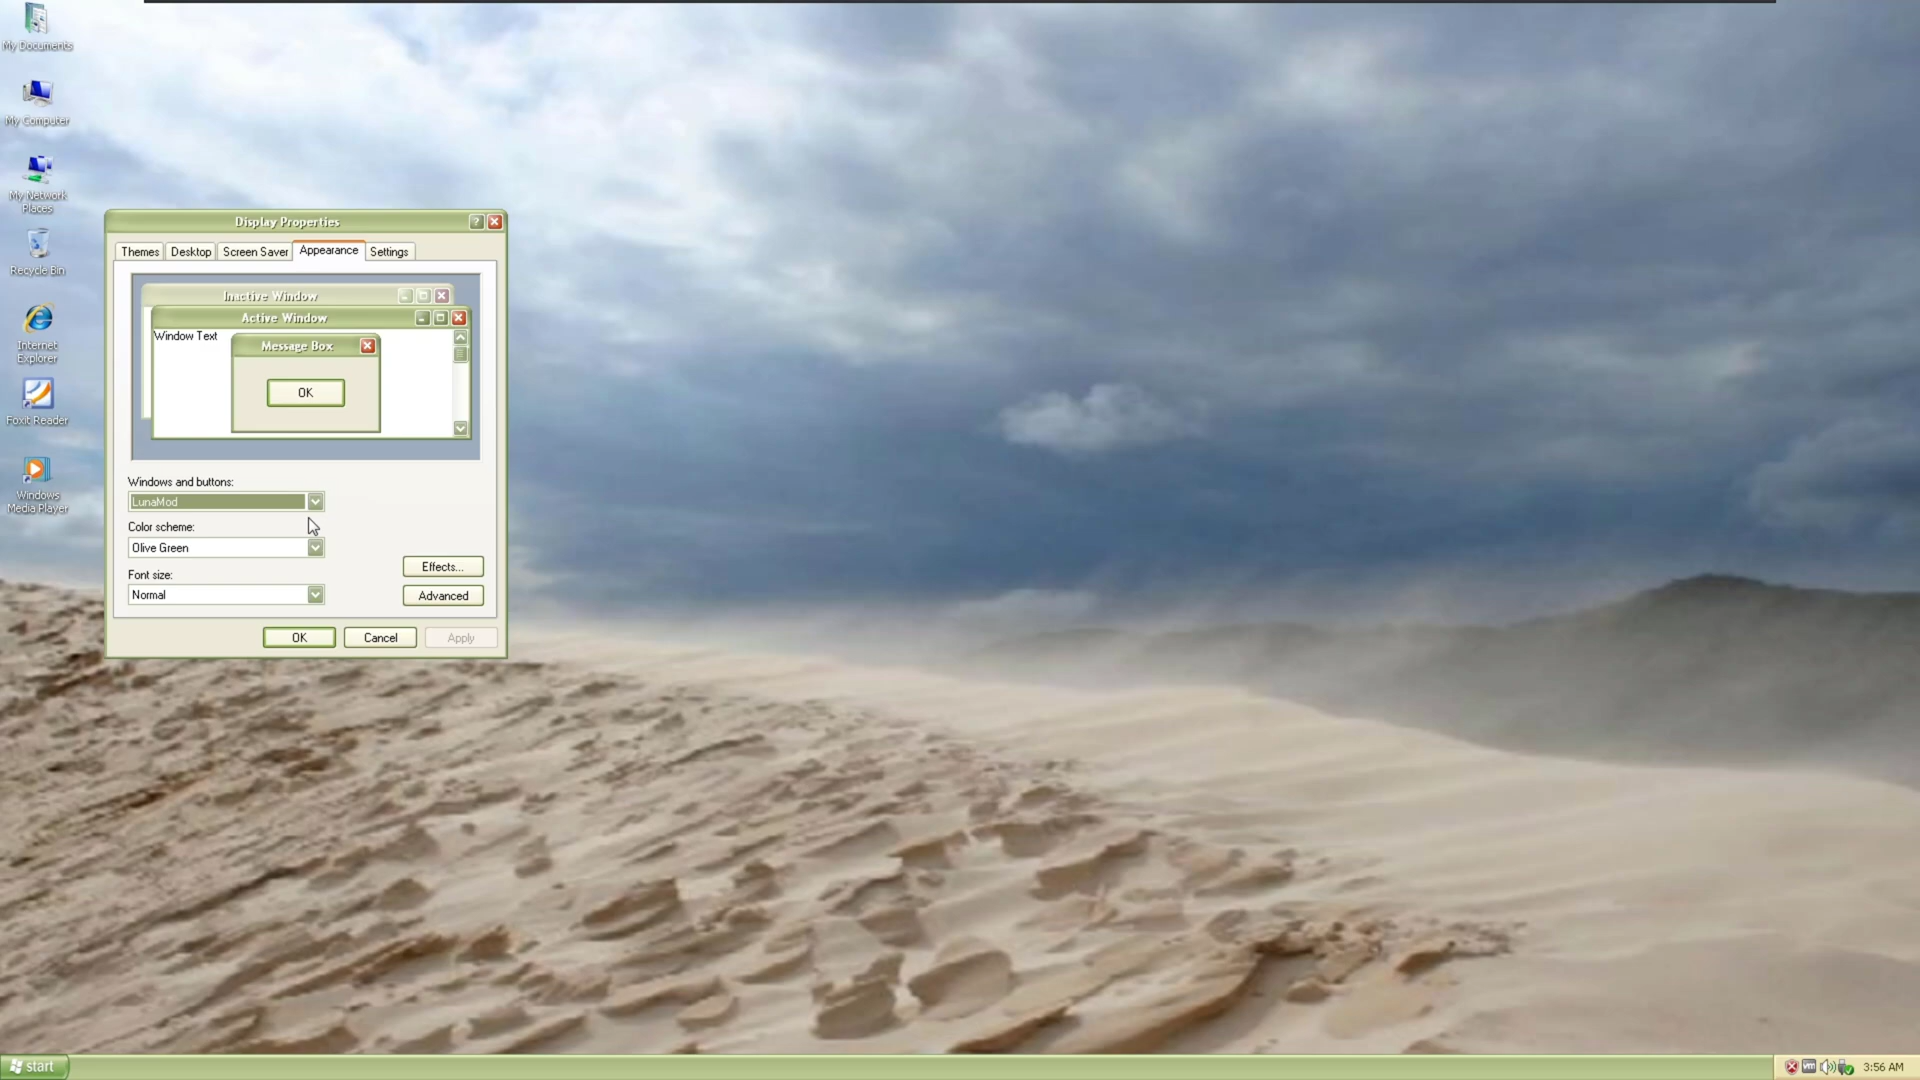 My Documents
My Computer
My Network
Places
Recycle Bin
Internet
Explorer
Foxit Reader
Windows
Media Player
Display Properties
?
Themes
Desktop
Screen Saver
Appearance
Settings
Inactive Window
Active Window
Window Text
Message Box
OK
Windows and buttons:
LunaMod
Color scheme:
Olive Green
Effects...
Font size:
Normal
Advanced
OK
Cancel
Apply
start
3:56 AM